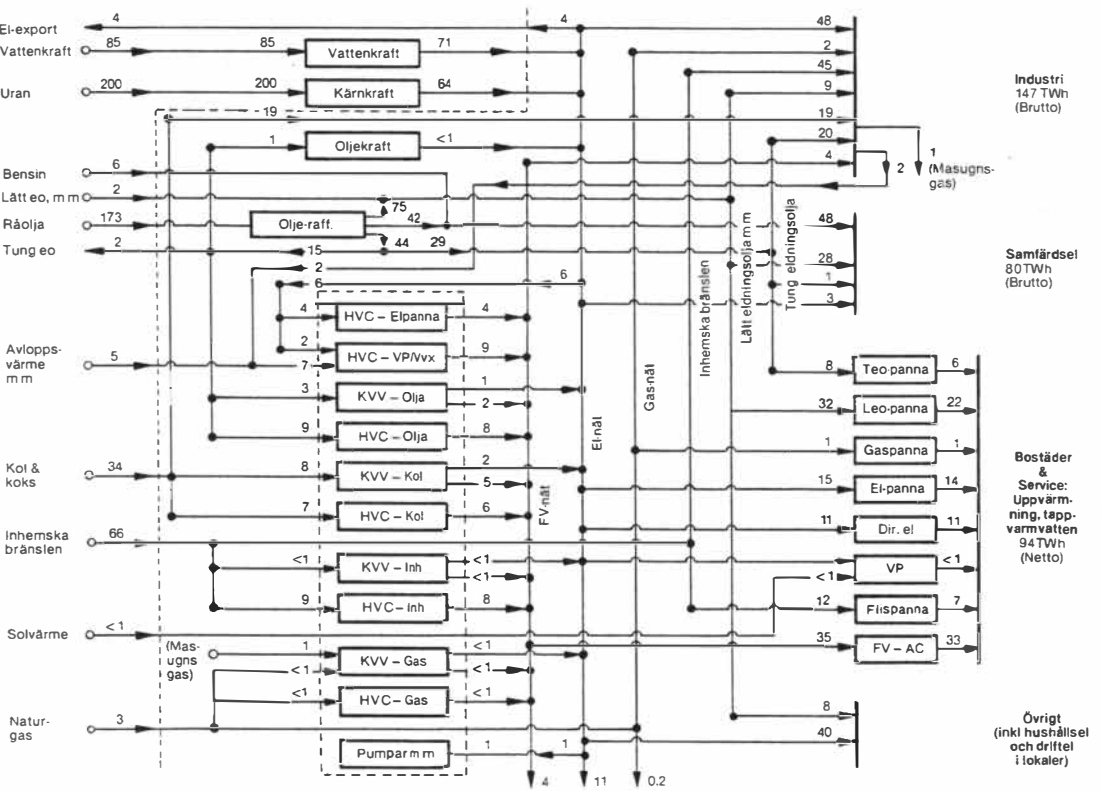 El-export 4 4 48
Vattenkraft 85 85 Vattenkraft 71 2
45
Uran 200 200 Kärnkraft 64 9
19 19
1 Oljekraft <1 20
Bensin 6 4
Lätt eo, m m 2 75
Råolja 173 Olje-raff. 42 48
Tung eo 2 15 44 29
2 28
6 6 1
3
4 HVC – Elpanna 4
Avlopps-
värme
m m
5
2
7 HVC – VP/Vvx 9
3 KVV – Olja 1
2
9 HVC – Olja 8
Kol &
koks
34
8 KVV – Kol 2
5
7 HVC – Kol 6
Inhemska
bränslen
66
<1 KVV – Inh <1
<1
9 HVC – Inh 8
Solvärme <1
(Mas-
ugns
gas)
1 KVV – Gas <1
<1 <1
<1 HVC – Gas <1
Natur-
gas
3
Pumpar m m 1 1
4 11 0.2
FV-nät
El-nät
Gas-nät
Inhemska bränslen
Lätt eldningsolja m m
Tung eldningsolja
2
1
(Masugns-
gas)
Industri
147 TWh
(Brutto)
Samfärdsel
80 TWh
(Brutto)
8 Teo-panna 6
32 Leo-panna 22
1 Gaspanna 1
15 El-panna 14
11 Dir. el 11
VP <1
<1
12 Flispanna 7
35 FV – AC 33
Bostäder
&
Service:
Uppvärm-
ning, tapp-
varmvatten
94 TWh
(Netto)
8
40
Övrigt
(inkl hushållsel
och driftel
i lokaler)